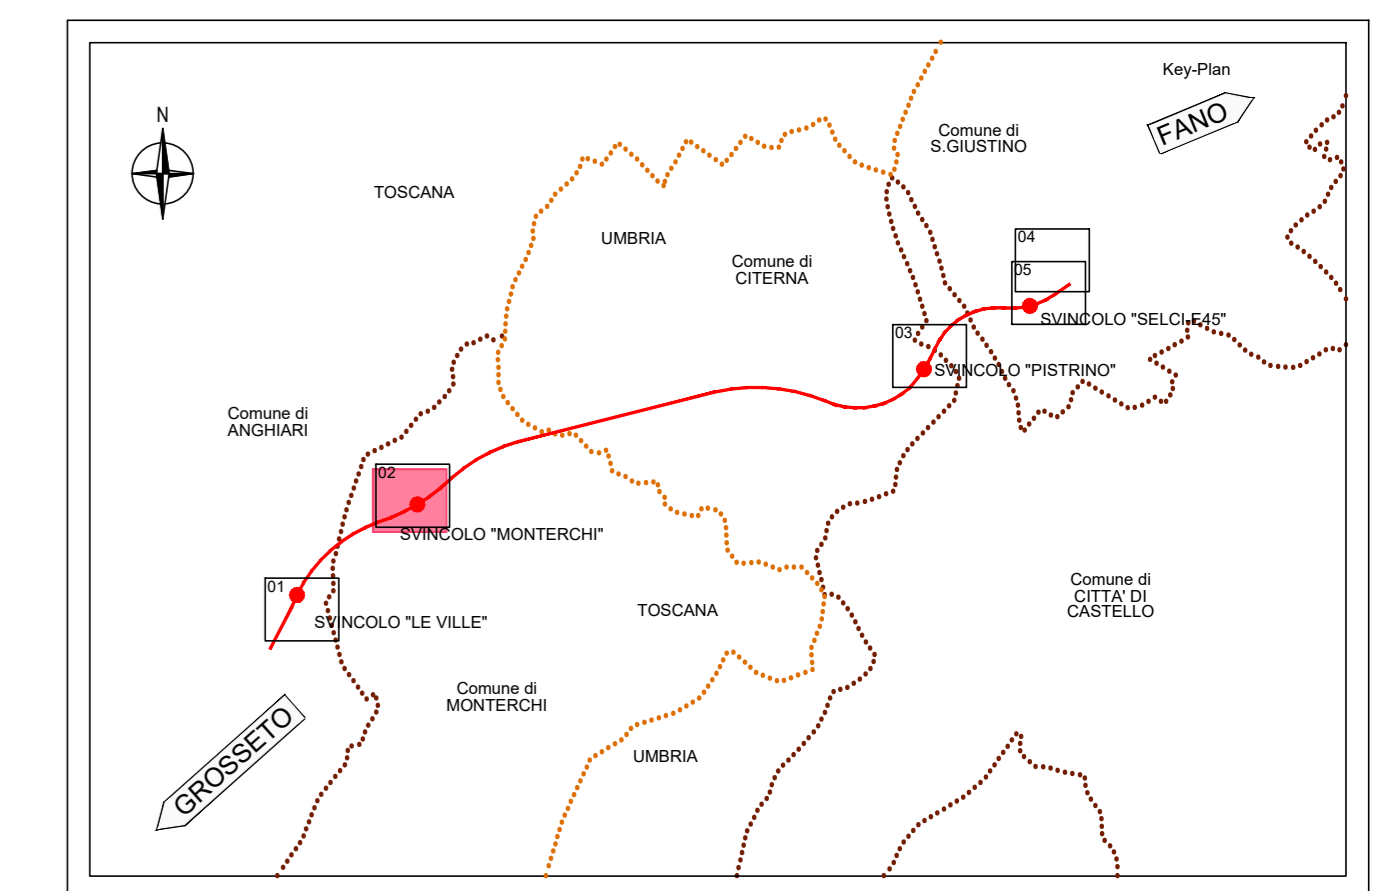 Key-Plan
N
FANO
Comune di
S.GIUSTINO
TOSCANA
UMBRIA
Comune di
CITERNA
04
05
SVINCOLO "SELCI-E45"
03
SVINCOLO "PISTRINO"
Comune di
ANGHIARI
02
SVINCOLO "MONTERCHI"
01
SVINCOLO "LE VILLE"
TOSCANA
Comune di
CITTA' DI
CASTELLO
Comune di
MONTERCHI
GROSSETO
UMBRIA